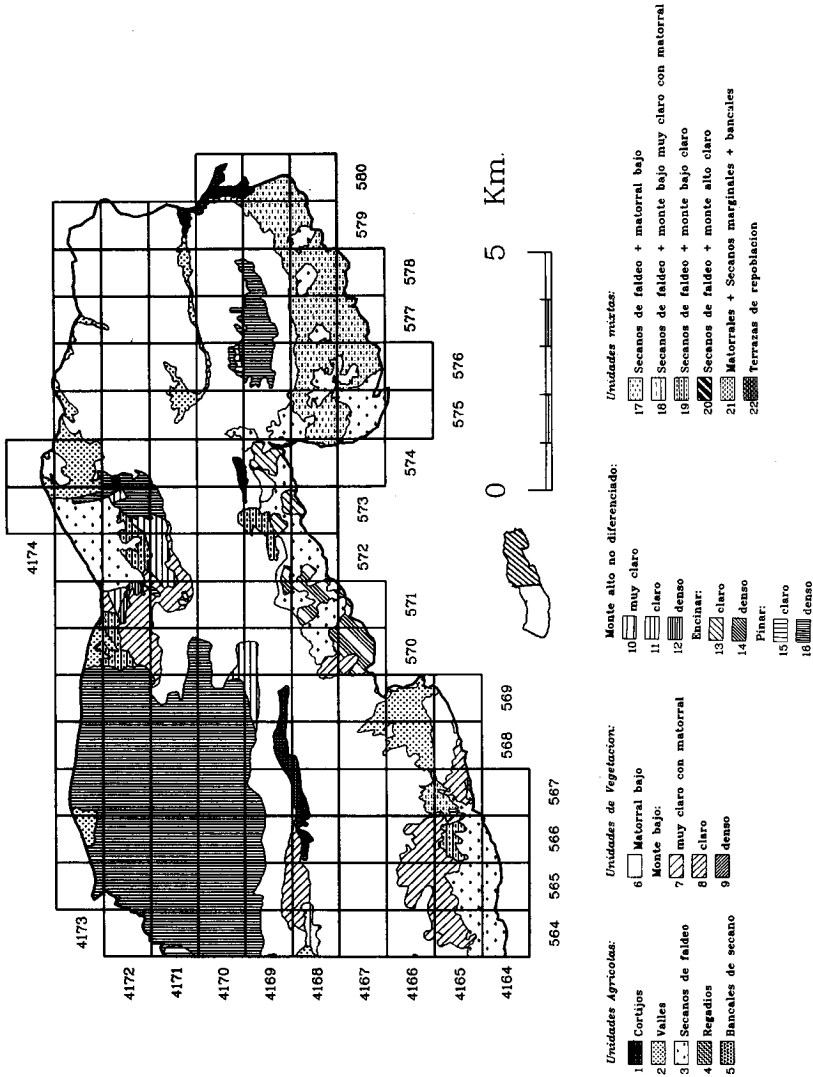 4174
4173
4172
4171
4170
4169
4168
4167
4166
4165
4164
564
565
566
567
568
569
570
571
572
573
574
575
576
577
578
579
580
0
5 Km.
Unidades Agricolas:
1 Cortijos
2 Valles
3 Secanos de faldeo
4 Regadios
5 Bancales de secano
Unidades de Vegetacion:
6 Matorral bajo
Monte bajo:
7 muy claro con matorral
8 claro
9 denso
Monte alto no diferenciado:
10 muy claro
11 claro
12 denso
Encinar:
13 claro
14 denso
Pinar:
15 claro
16 denso
Unidades mixtas:
17 Secanos de faldeo + matorral bajo
18 Secanos de faldeo + monte bajo muy claro con matorral
19 Secanos de faldeo + monte bajo claro
20 Secanos de faldeo + monte alto claro
21 Matorrales + Secanos marginales + bancales
22 Terrazas de repoblacion